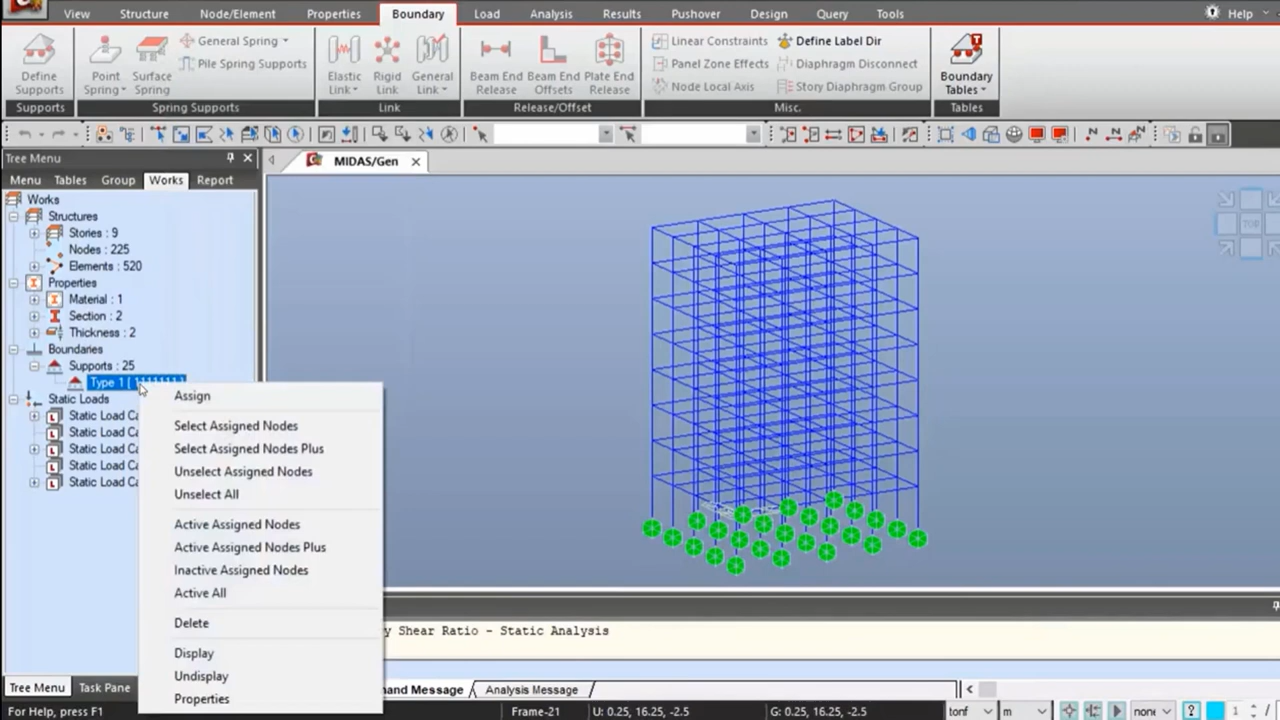 View Structure Node/Element Properties Boundary Load Analysis Results Pushover Design Query Tools Help
Define Supports
Point Spring
Surface Spring
General Spring
Pile Spring Supports
Elastic Link
Rigid Link
General Link
Beam End Release
Beam End Offsets
Plate End Release
Linear Constraints
Panel Zone Effects
Node Local Axis
Define Label Dir
Diaphragm Disconnect
Story Diaphragm Group
Boundary Tables
Supports Spring Supports Link Release/Offset Misc. Tables
Tree Menu
MIDAS/Gen
Menu Tables Group Works Report
Works
Structures
Stories : 9
Nodes : 225
Elements : 520
Properties
Material : 1
Section : 2
Thickness : 2
Boundaries
Supports : 25
Type 1 [ 1111111 ]
Static Loads
Static Load Ca
Static Load Ca
Static Load Ca
Static Load Ca
Static Load Ca
Assign
Select Assigned Nodes
Select Assigned Nodes Plus
Unselect Assigned Nodes
Unselect All
Active Assigned Nodes
Active Assigned Nodes Plus
Inactive Assigned Nodes
Active All
Delete
Display
Undisplay
Properties
TOP
y Shear Ratio - Static Analysis
Tree Menu Task Pane
mand Message Analysis Message
For Help, press F1 Frame-21 U: 0.25, 16.25, -2.5 G: 0.25, 16.25, -2.5 tonf m none ? 1 /